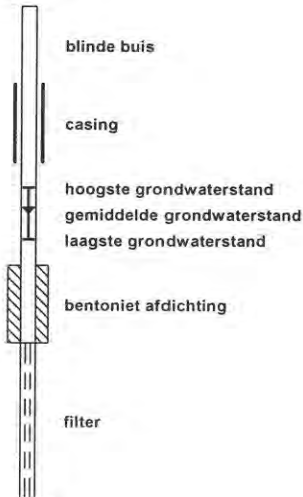 blinde buis
casing
hoogste grondwaterstand
gemiddelde grondwaterstand
laagste grondwaterstand
bentoniet afdichting
filter